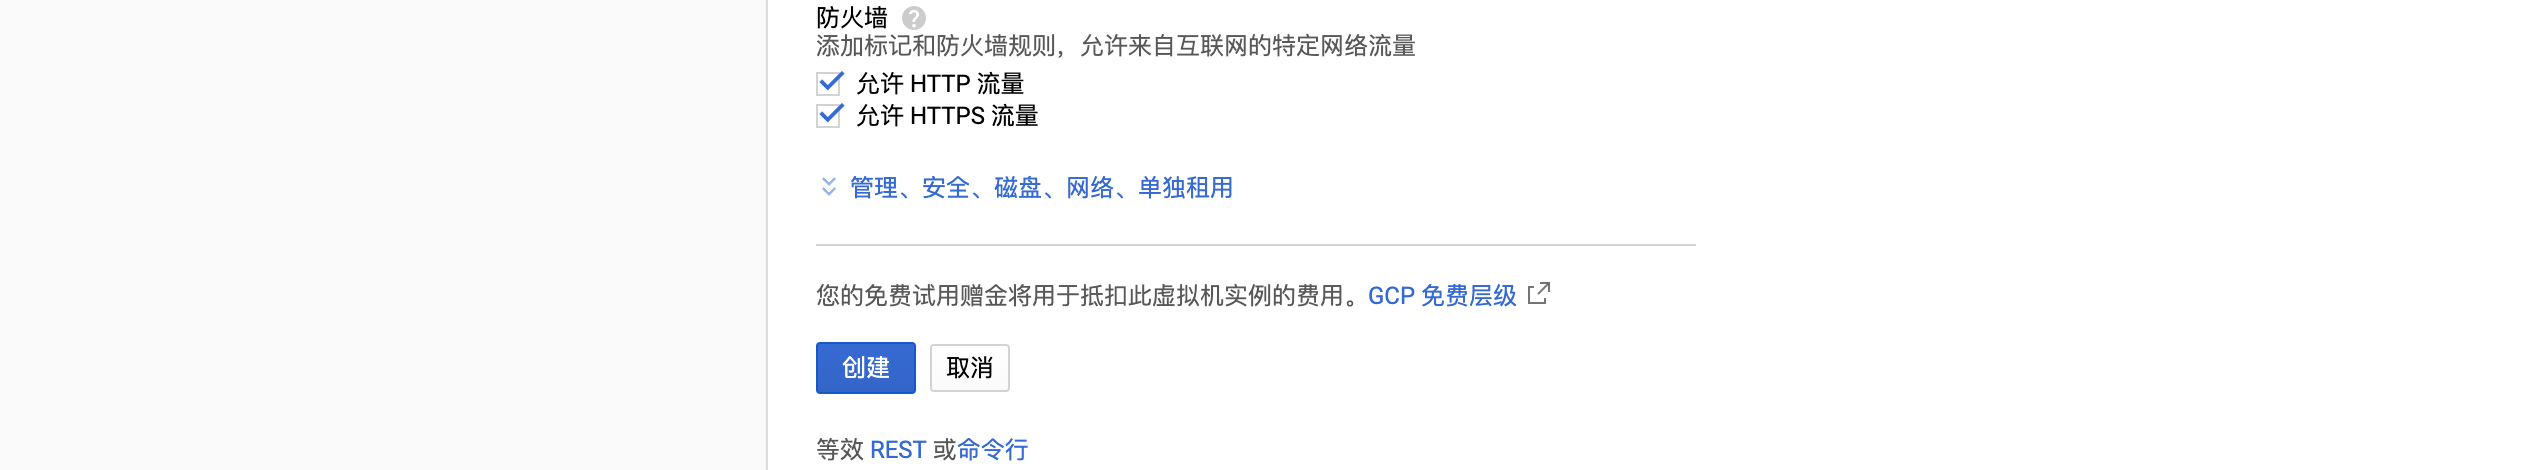 防火墙
添加标记和防火墙规则，允许来自互联网的特定网络流量
允许 HTTP 流量
允许 HTTPS 流量
管理、安全、磁盘、网络、单独租用
您的免费试用赠金将用于抵扣此虚拟机实例的费用。GCP 免费层级
创建 取消
等效 REST 或命令行